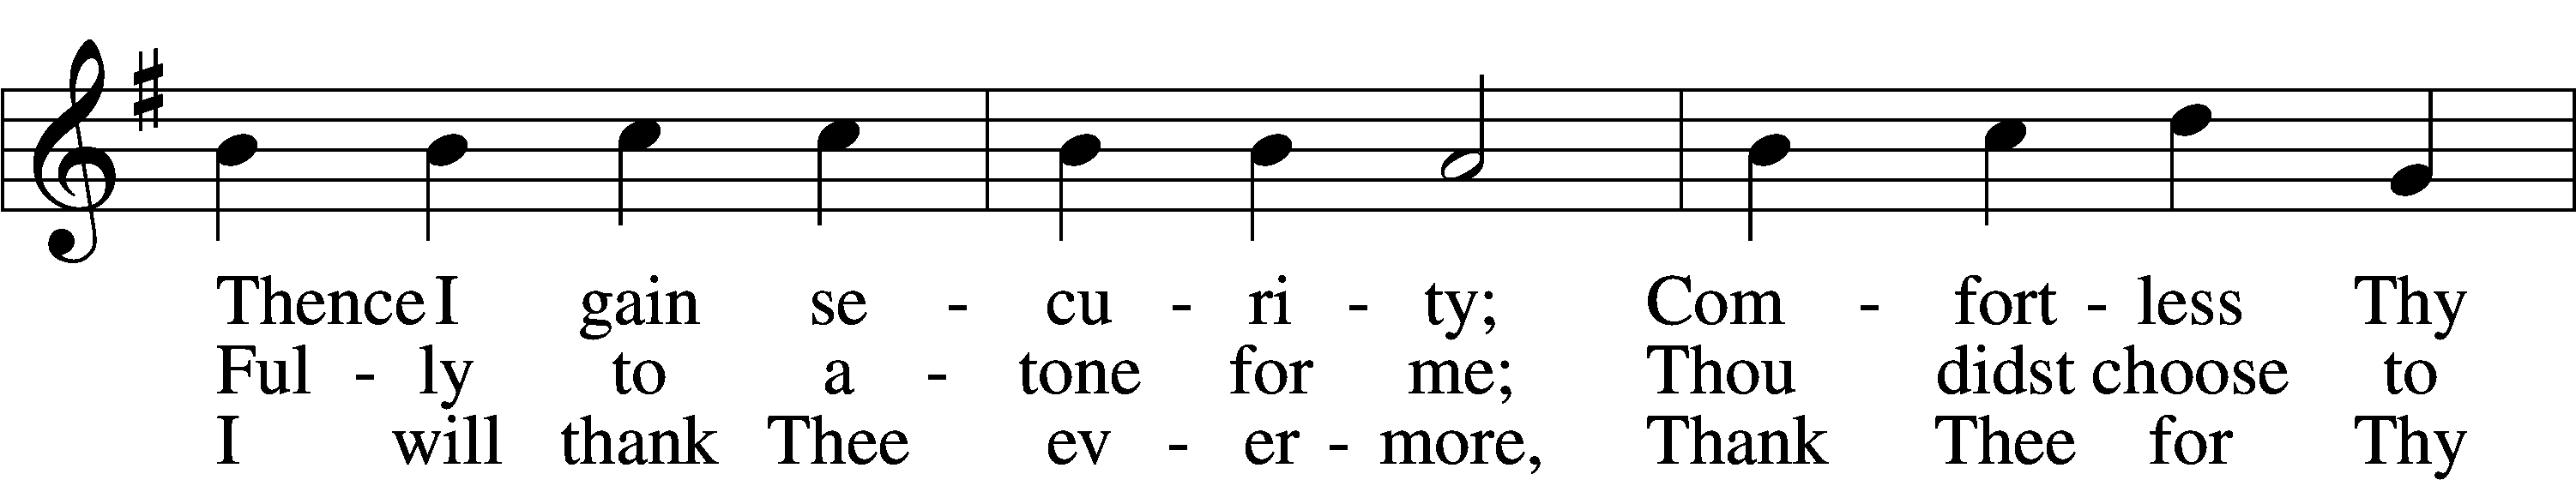 Thence I gain se - cu - ri - ty; Com - fort - less Thy
Ful - ly to a - tone for me; Thou didst choose to
I will thank Thee ev - er - more, Thank Thee for Thy